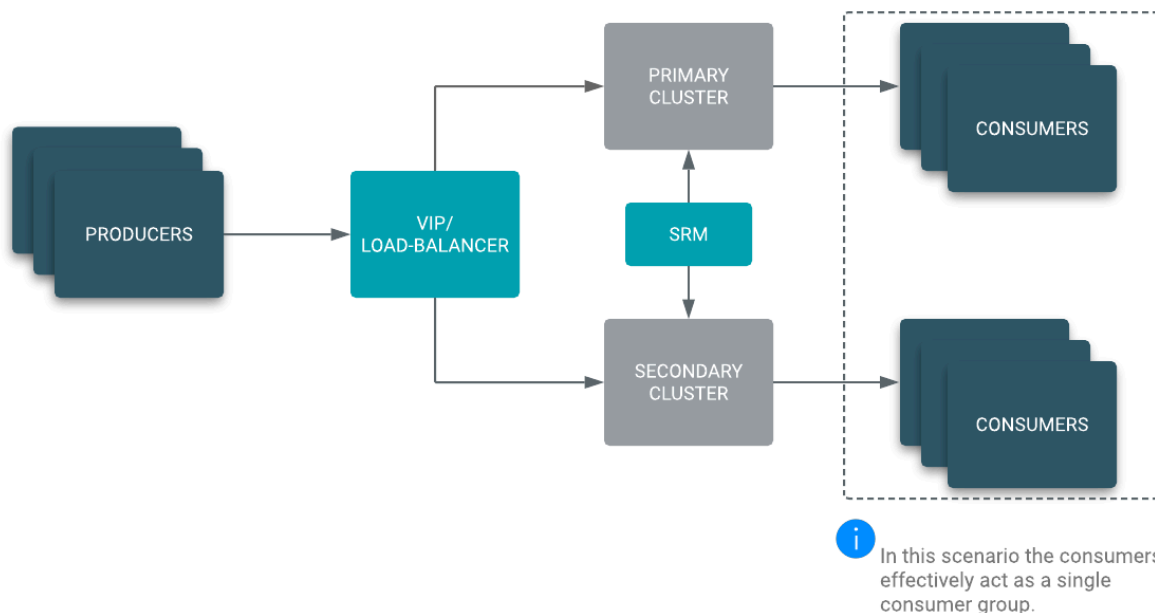 PRIMARY
CLUSTER
CONSUMERS
PRODUCERS
VIP/
LOAD-BALANCER
SRM
SECONDARY
CLUSTER
CONSUMERS
i
In this scenario the consumers
effectively act as a single
consumer group.